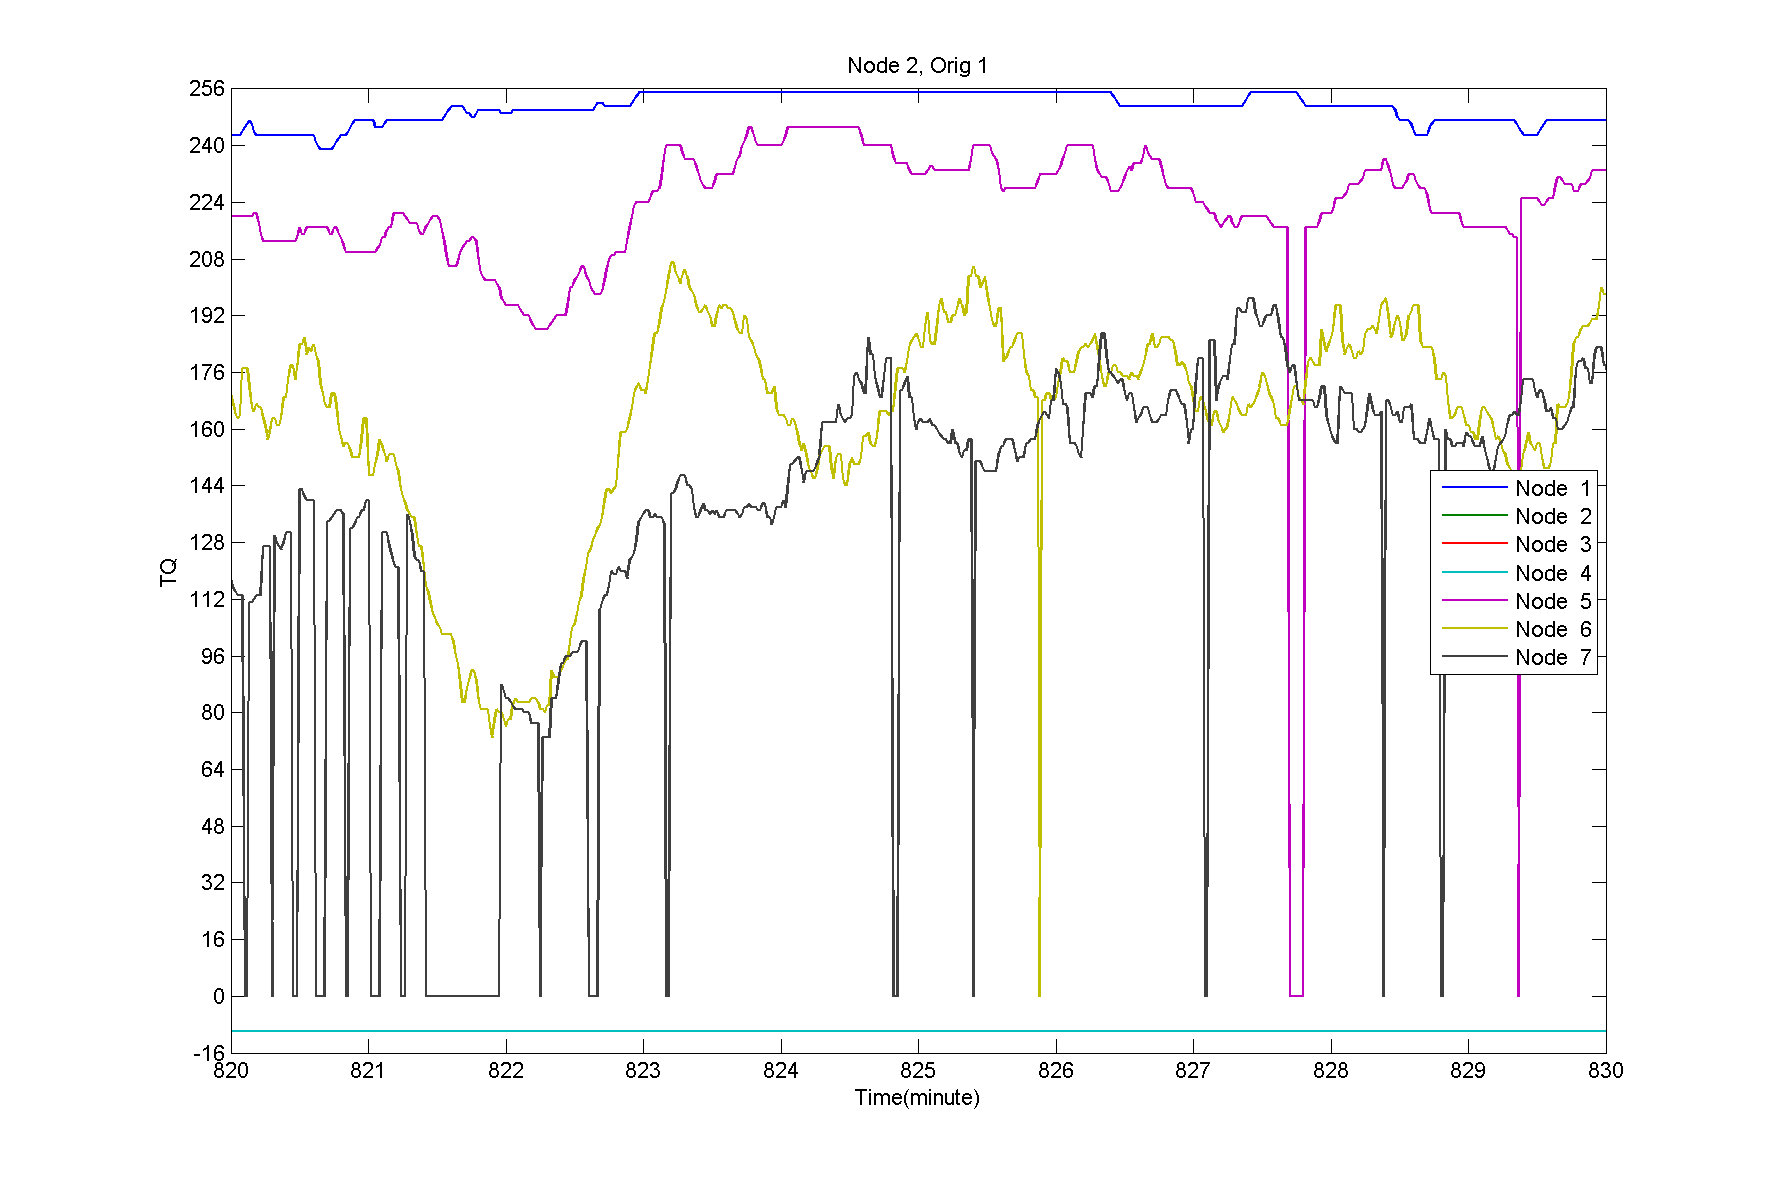 Node 2, Orig 1
256
240
224
208
192
176
160
144
128
112
96
80
64
48
32
16
0
-16
TQ
Node 1
Node 2
Node 3
Node 4
Node 5
Node 6
Node 7
820 821 822 823 824 825 826 827 828 829 830
Time(minute)